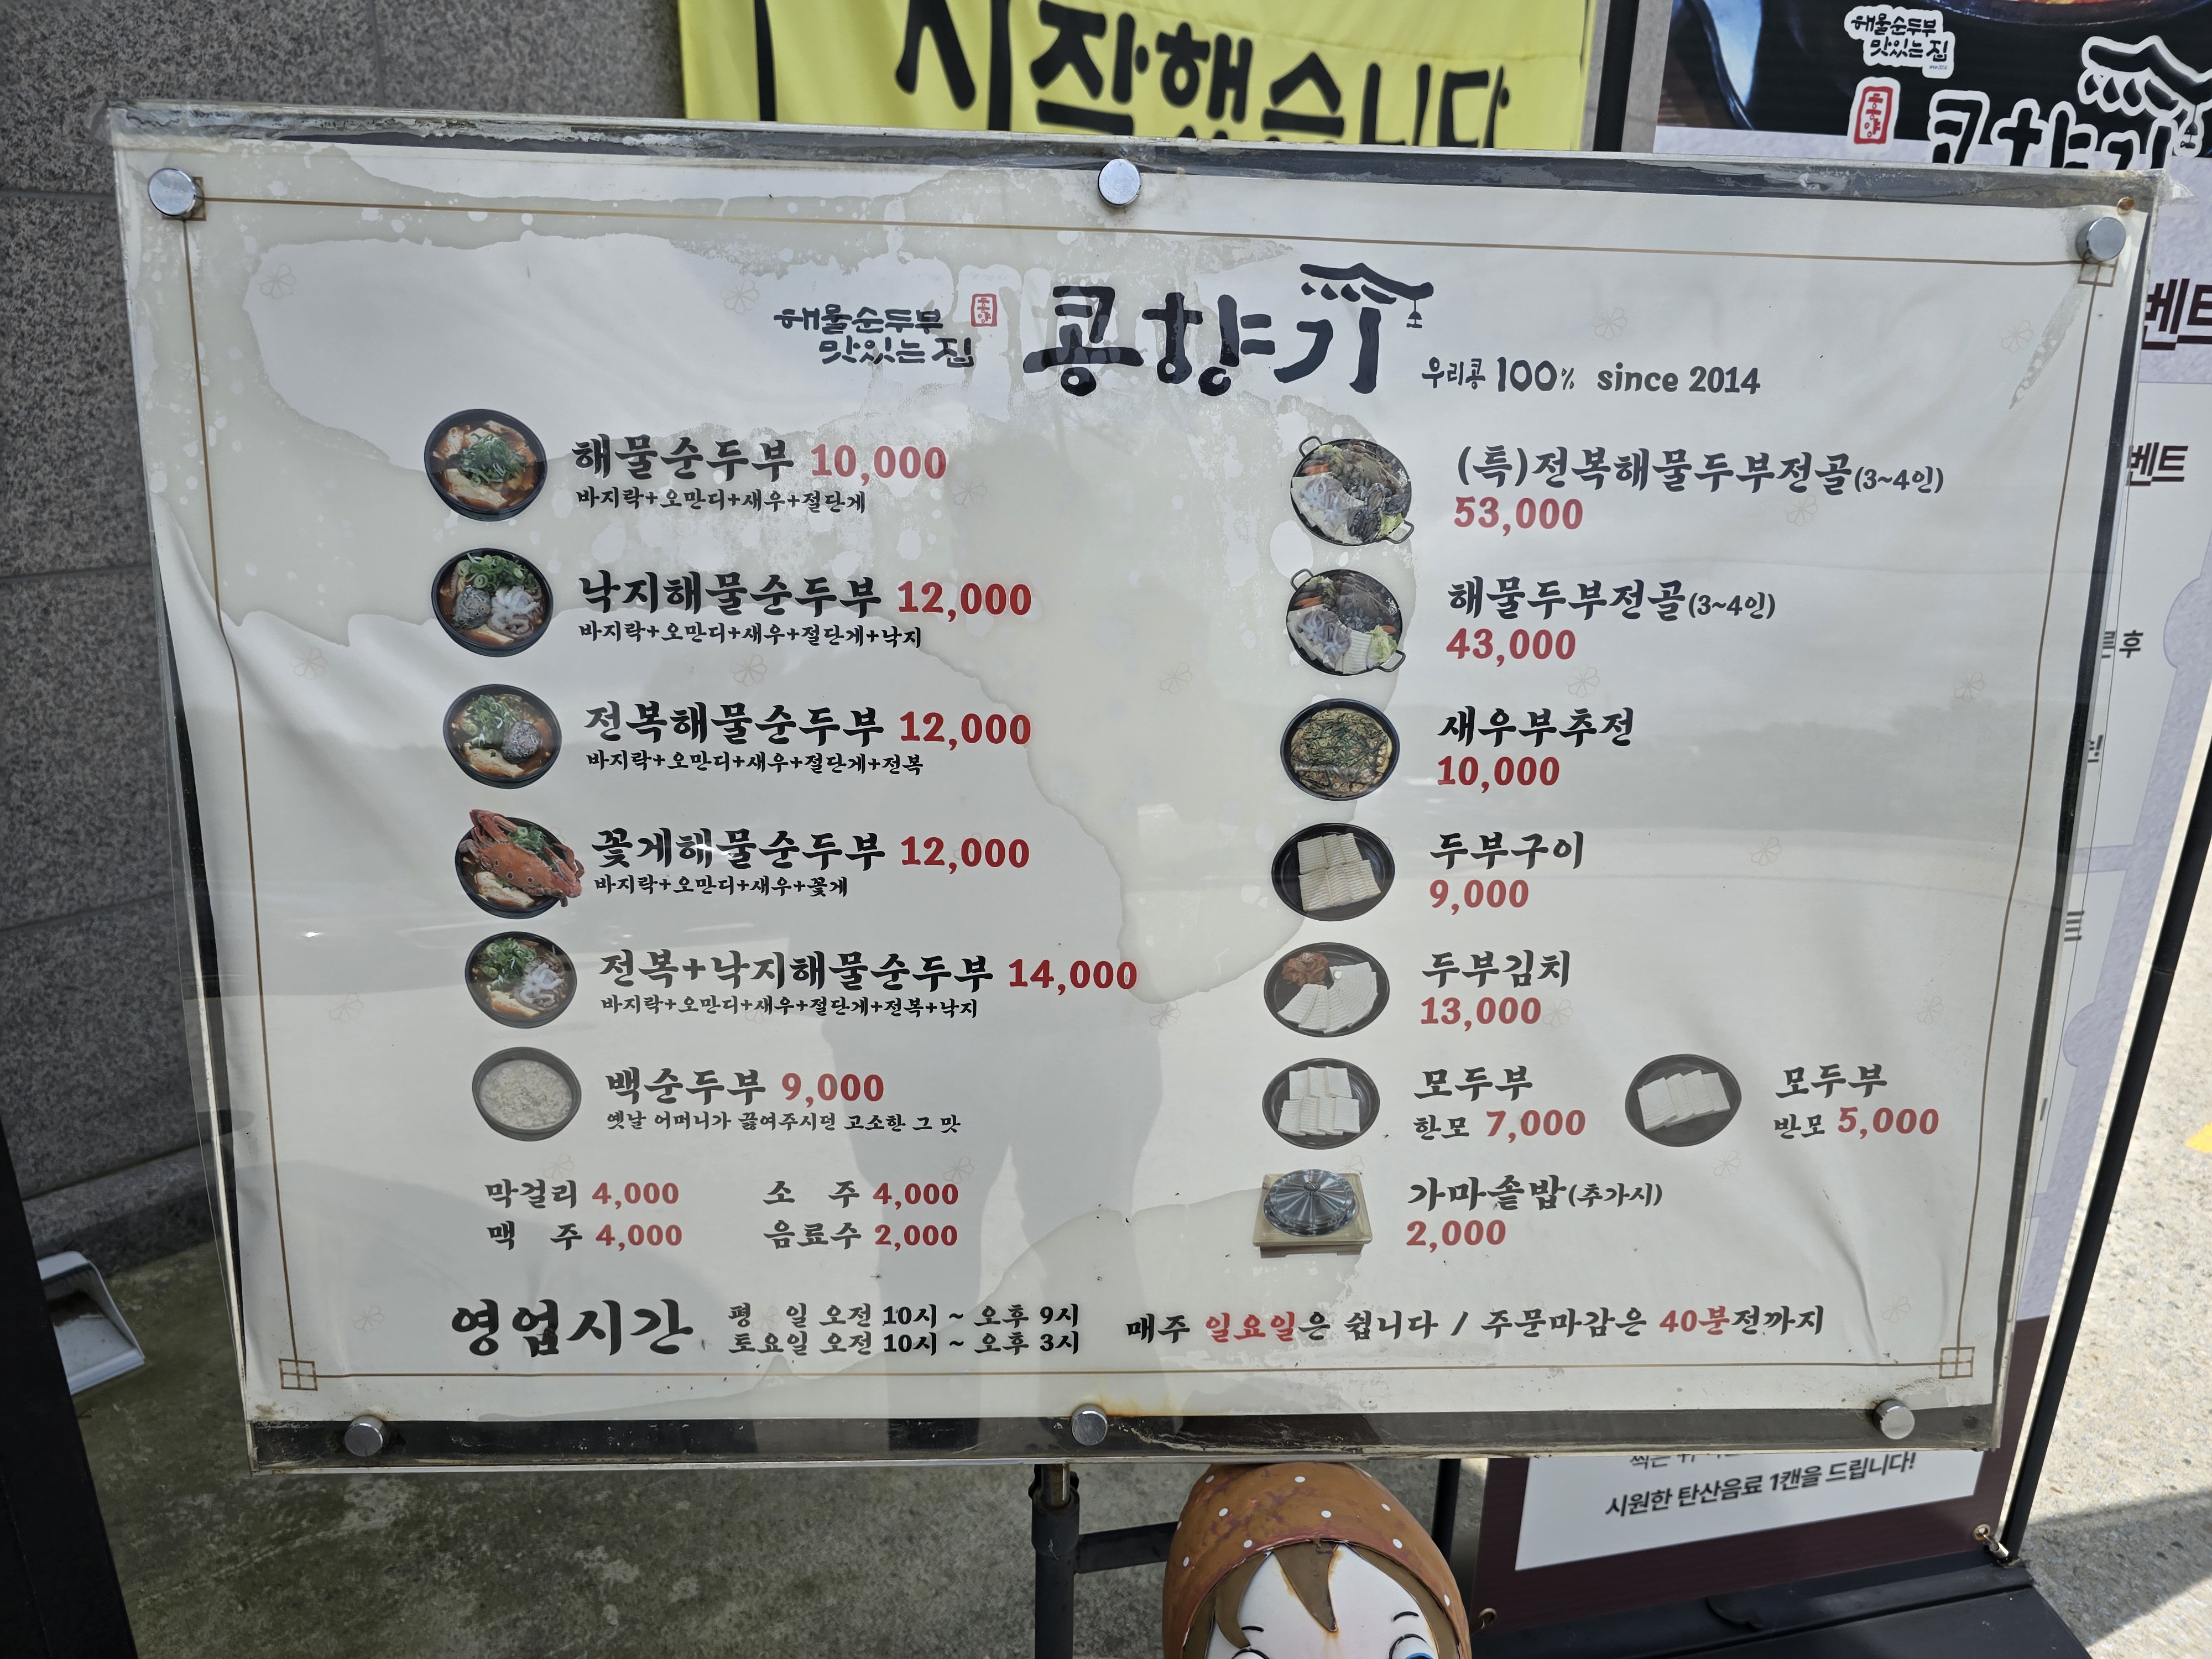 시작했습니다
해물순두부
맛있는 집
콩향기
해물순두부
맛있는 집
콩향기
우리콩 100% since 2014
해물순두부 10,000
바지락+오만디+새우+절단게
낙지해물순두부 12,000
바지락+오만디+새우+절단게+낙지
전복해물순두부 12,000
바지락+오만디+새우+절단게+전복
꽃게해물순두부 12,000
바지락+오만디+새우+꽃게
전복+낙지해물순두부 14,000
바지락+오만디+새우+절단게+전복+낙지
백순두부 9,000
옛날 어머니가 끓여주시던 고소한 그 맛
막걸리 4,000
소 주 4,000
맥 주 4,000
음료수 2,000
(특)전복해물두부전골(3~4인)
53,000
해물두부전골(3~4인)
43,000
새우부추전
10,000
두부구이
9,000
두부김치
13,000
모두부
한모 7,000
모두부
반모 5,000
가마솥밥(추가시)
2,000
영업시간
평 일 오전 10시 ~ 오후 9시
토요일 오전 10시 ~ 오후 3시
매주 일요일은 쉽니다 / 주문마감은 40분전까지
시원한 탄산음료 1캔을 드립니다!